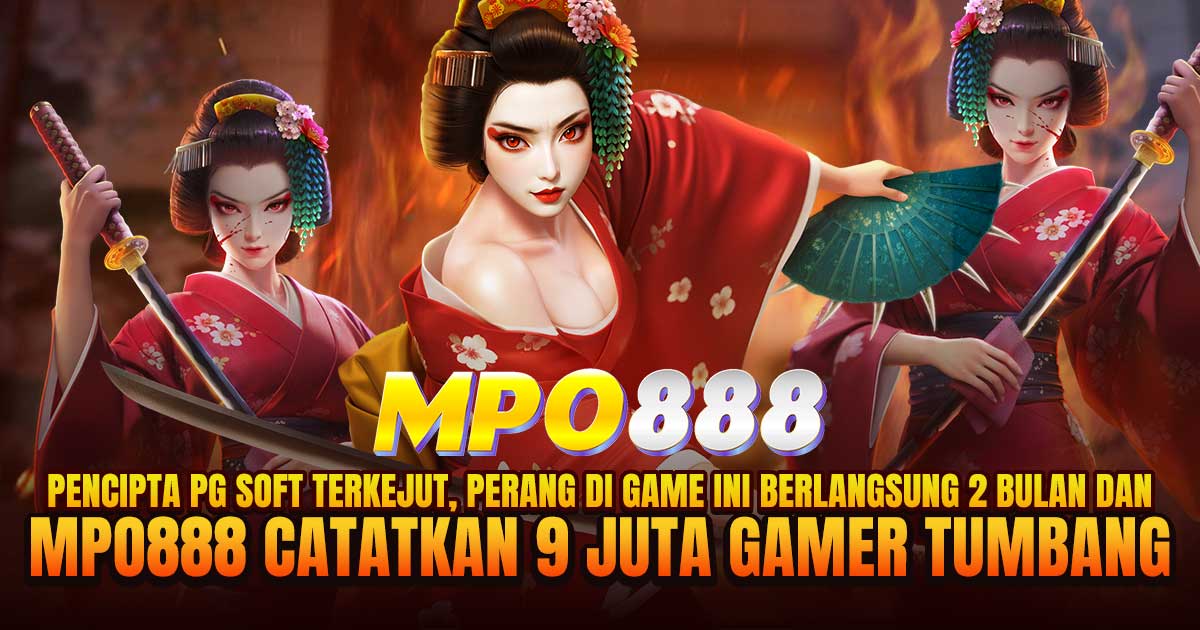 MPO888
PENCIPTA PG SOFT TERKEJUT, PERANG DI GAME INI BERLANGSUNG 2 BULAN DAN
MPO888 CATATKAN 9 JUTA GAMER TUMBANG